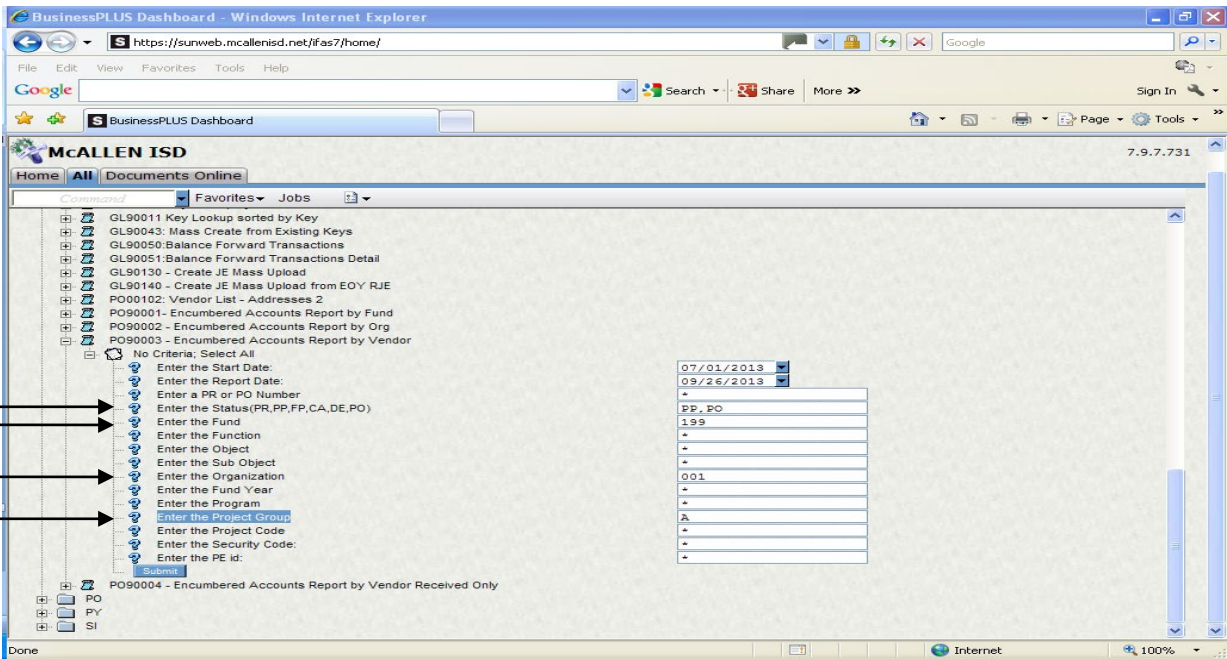 BusinessPLUS Dashboard - Windows Internet Explorer
S https://sunweb.mcallenisd.net/ifas7/home/
Google
File Edit View Favorites Tools Help
Google
Search
Share
More >>
Sign In
S BusinessPLUS Dashboard
Page
Tools
McALLEN ISD
7.9.7.731
Home All Documents Online
Command
Favorites
Jobs
GL90011 Key Lookup sorted by Key
GL90043: Mass Create from Existing Keys
GL90050:Balance Forward Transactions
GL90051:Balance Forward Transactions Detail
GL90130 - Create JE Mass Upload
GL90140 - Create JE Mass Upload from EOY RJE
PO00102: Vendor List - Addresses 2
PO90001- Encumbered Accounts Report by Fund
PO90002 - Encumbered Accounts Report by Org
PO90003 - Encumbered Accounts Report by Vendor
No Criteria; Select All
Enter the Start Date: 07/01/2013
Enter the Report Date: 09/26/2013
Enter a PR or PO Number *
Enter the Status(PR,PP,FP,CA,DE,PO) PP,PO
Enter the Fund 199
Enter the Function *
Enter the Object *
Enter the Sub Object *
Enter the Organization 001
Enter the Fund Year *
Enter the Program *
Enter the Project Group A
Enter the Project Code *
Enter the Security Code: *
Enter the PE id: *
Submit
PO90004 - Encumbered Accounts Report by Vendor Received Only
PO
PY
SI
Done
Internet
100%